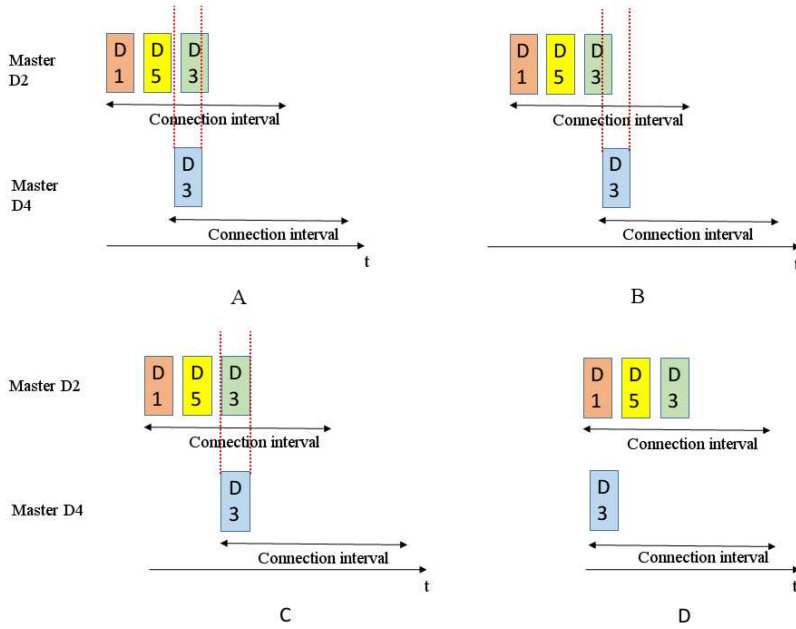 Master
D2
D
1
D
5
D
3
Connection interval
Master
D4
D
3
Connection interval
t
A
D
1
D
5
D
3
Connection interval
D
3
Connection interval
t
B
Master D2
D
1
D
5
D
3
Connection interval
Master D4
D
3
Connection interval
t
C
D
1
D
5
D
3
Connection interval
D
3
Connection interval
t
D